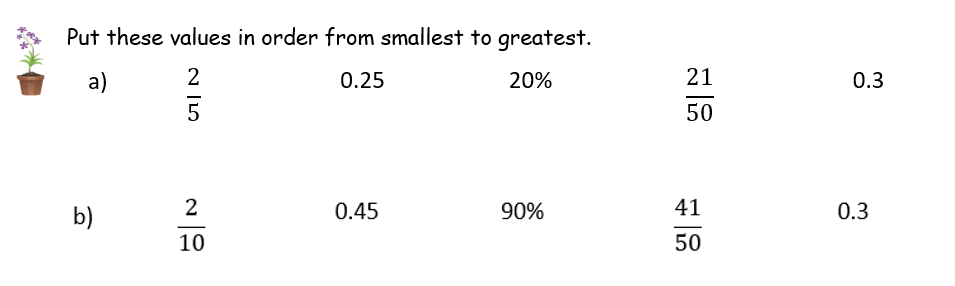 Put these values in order from smallest to greatest.
a) 2/5 0.25 20% 21/50 0.3
b) 2/10 0.45 90% 41/50 0.3